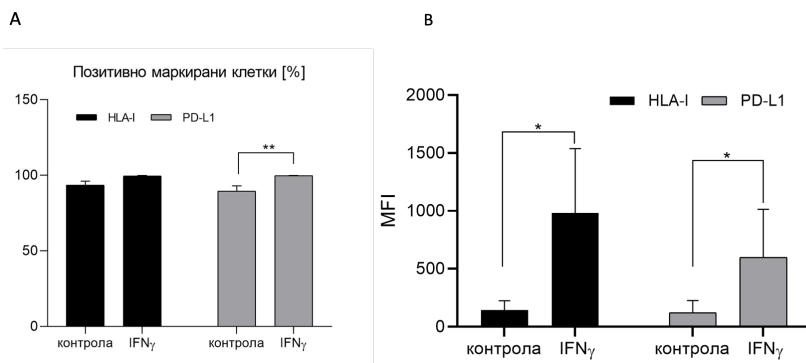 A
Позитивно маркирани клетки [%]
150
HLA-I
PD-L1
**
100
50
0
контрола
IFNγ
контрола
IFNγ
B
2000
HLA-I
PD-L1
*
1500
*
MFI
1000
500
0
контрола
IFNγ
контрола
IFNγ